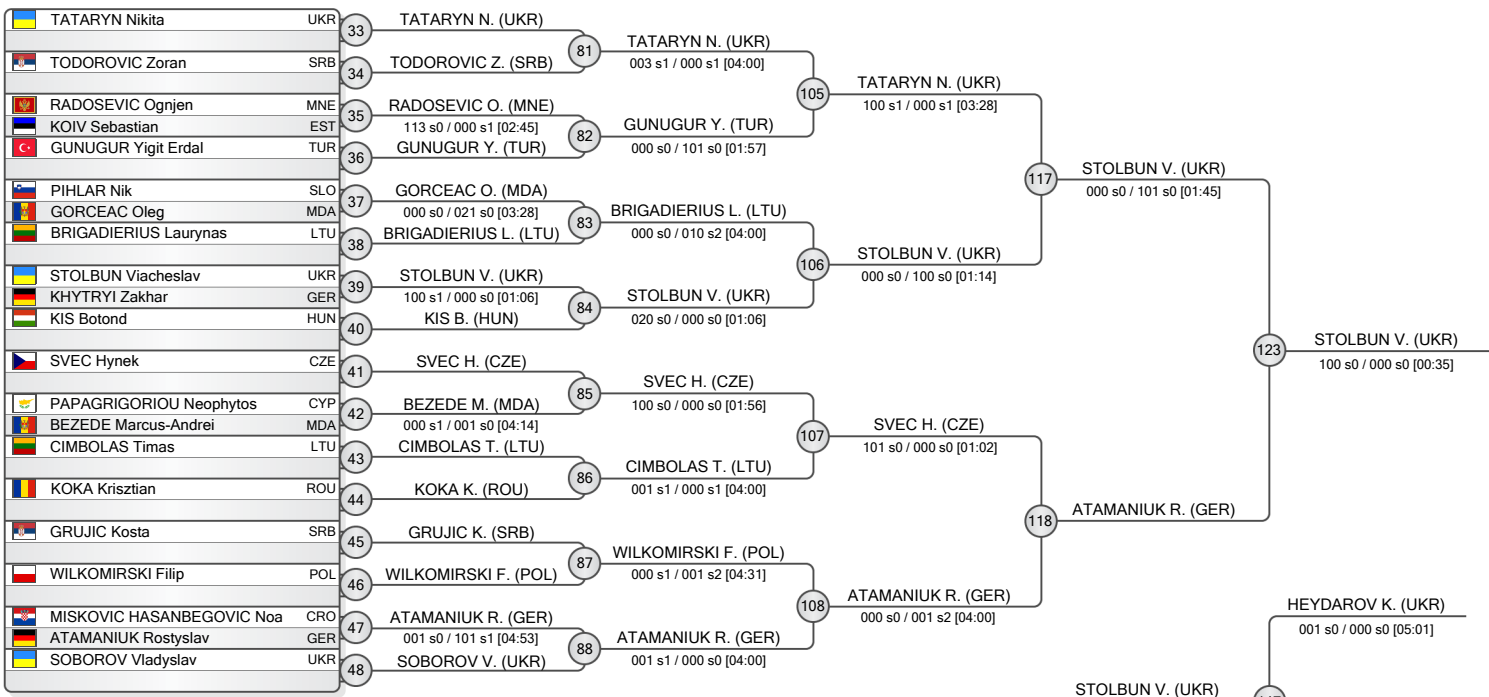 TATARYN Nikita UKR
TODOROVIC Zoran SRB
RADOSEVIC Ognjen MNE
KOIV Sebastian EST
GUNUGUR Yigit Erdal TUR
PIHLAR Nik SLO
GORCEAC Oleg MDA
BRIGADIERIUS Laurynas LTU
STOLBUN Viacheslav UKR
KHYTRYI Zakhar GER
KIS Botond HUN
SVEC Hynek CZE
PAPAGRIGORIOU Neophytos CYP
BEZEDE Marcus-Andrei MDA
CIMBOLAS Timas LTU
KOKA Krisztian ROU
GRUJIC Kosta SRB
WILKOMIRSKI Filip POL
MISKOVIC HASANBEGOVIC Noa CRO
ATAMANIUK Rostyslav GER
SOBOROV Vladyslav UKR
33
34
35
36
37
38
39
40
41
42
43
44
45
46
47
48
TATARYN N. (UKR)
TODOROVIC Z. (SRB)
RADOSEVIC O. (MNE)
113 s0 / 000 s1 [02:45]
GUNUGUR Y. (TUR)
GORCEAC O. (MDA)
000 s0 / 021 s0 [03:28]
BRIGADIERIUS L. (LTU)
STOLBUN V. (UKR)
100 s1 / 000 s0 [01:06]
KIS B. (HUN)
SVEC H. (CZE)
BEZEDE M. (MDA)
000 s1 / 001 s0 [04:14]
CIMBOLAS T. (LTU)
KOKA K. (ROU)
GRUJIC K. (SRB)
WILKOMIRSKI F. (POL)
ATAMANIUK R. (GER)
001 s0 / 101 s1 [04:53]
SOBOROV V. (UKR)
81
82
83
84
85
86
87
88
TATARYN N. (UKR)
003 s1 / 000 s1 [04:00]
GUNUGUR Y. (TUR)
000 s0 / 101 s0 [01:57]
BRIGADIERIUS L. (LTU)
000 s0 / 010 s2 [04:00]
STOLBUN V. (UKR)
020 s0 / 000 s0 [01:06]
SVEC H. (CZE)
100 s0 / 000 s0 [01:56]
CIMBOLAS T. (LTU)
001 s1 / 000 s1 [04:00]
WILKOMIRSKI F. (POL)
000 s1 / 001 s2 [04:31]
ATAMANIUK R. (GER)
001 s1 / 000 s0 [04:00]
105
106
107
108
TATARYN N. (UKR)
100 s1 / 000 s1 [03:28]
STOLBUN V. (UKR)
000 s0 / 100 s0 [01:14]
SVEC H. (CZE)
101 s0 / 000 s0 [01:02]
ATAMANIUK R. (GER)
000 s0 / 001 s2 [04:00]
117
118
STOLBUN V. (UKR)
000 s0 / 101 s0 [01:45]
ATAMANIUK R. (GER)
123
STOLBUN V. (UKR)
100 s0 / 000 s0 [00:35]
HEYDAROV K. (UKR)
001 s0 / 000 s0 [05:01]
STOLBUN V. (UKR)